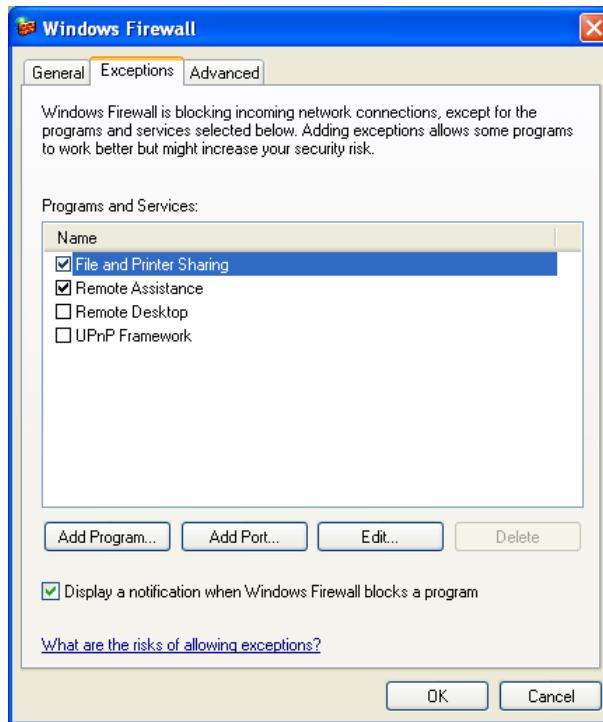 Windows Firewall
General Exceptions Advanced
Windows Firewall is blocking incoming network connections, except for the
programs and services selected below. Adding exceptions allows some programs
to work better but might increase your security risk.
Programs and Services:
Name
File and Printer Sharing
Remote Assistance
Remote Desktop
UPnP Framework
Add Program... Add Port... Edit... Delete
Display a notification when Windows Firewall blocks a program
What are the risks of allowing exceptions?
OK Cancel